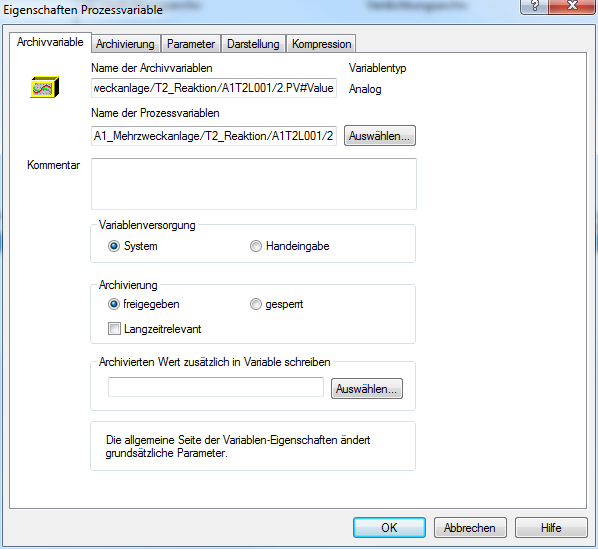 Eigenschaften Prozessvariable
?
Archivvariable Archivierung Parameter Darstellung Kompression
Name der Archivvariablen Variablentyp
weckanlage/T2_Reaktion/A1T2L001/2.PV#Value Analog
Name der Prozessvariablen
A1_Mehrzweckanlage/T2_Reaktion/A1T2L001/2 Auswählen...
Kommentar
Variablenversorgung
System Handeingabe
Archivierung
freigegeben gesperrt
Langzeitrelevant
Archivierten Wert zusätzlich in Variable schreiben
Auswählen...
Die allgemeine Seite der Variablen-Eigenschaften ändert
grundsätzliche Parameter.
OK Abbrechen Hilfe